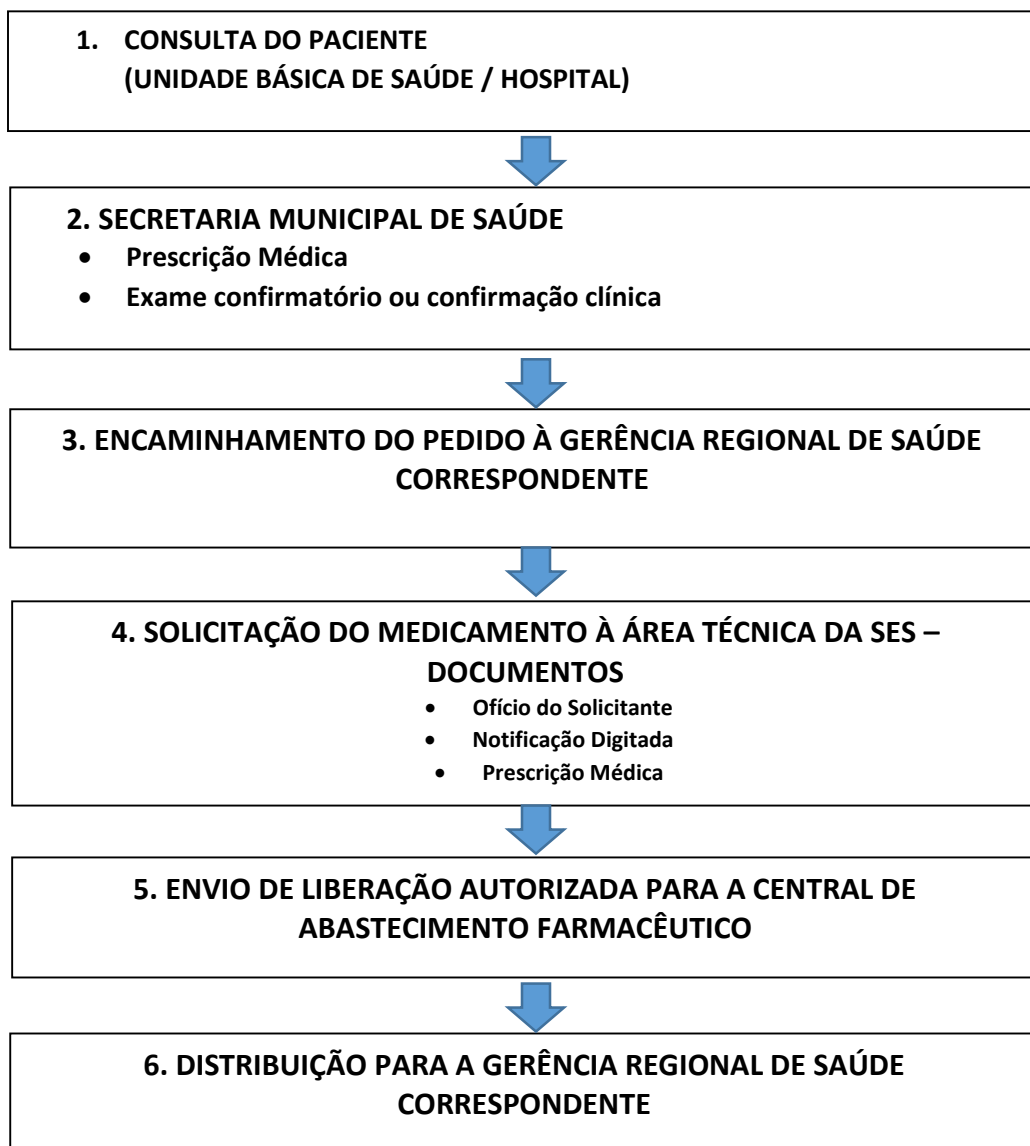 1. CONSULTA DO PACIENTE
(UNIDADE BÁSICA DE SAÚDE / HOSPITAL)
2. SECRETARIA MUNICIPAL DE SAÚDE
• Prescrição Médica
• Exame confirmatório ou confirmação clínica
3. ENCAMINHAMENTO DO PEDIDO À GERÊNCIA REGIONAL DE SAÚDE
CORRESPONDENTE
4. SOLICITAÇÃO DO MEDICAMENTO À ÁREA TÉCNICA DA SES –
DOCUMENTOS
• Ofício do Solicitante
• Notificação Digitada
• Prescrição Médica
5. ENVIO DE LIBERAÇÃO AUTORIZADA PARA A CENTRAL DE
ABASTECIMENTO FARMACÊUTICO
6. DISTRIBUIÇÃO PARA A GERÊNCIA REGIONAL DE SAÚDE
CORRESPONDENTE